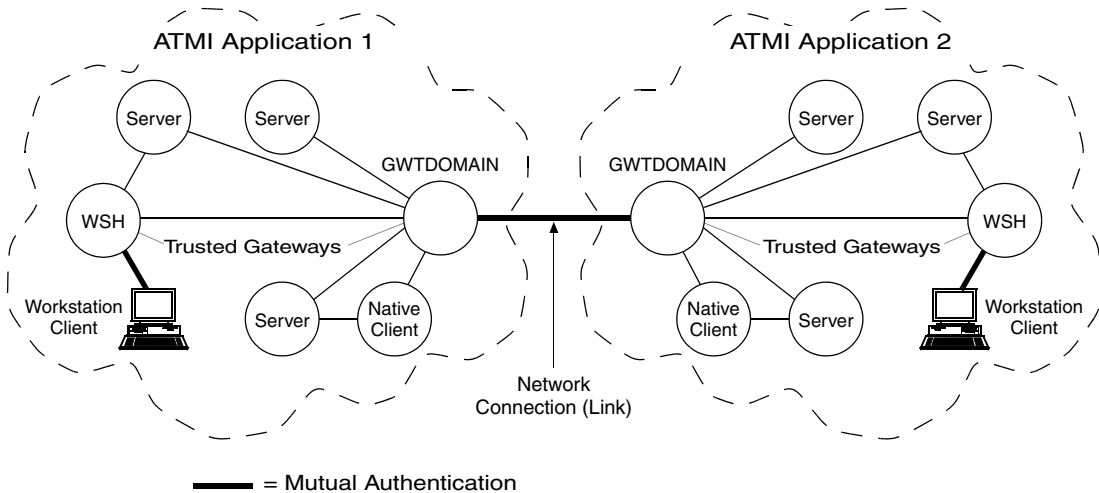 ATMI Application 1
ATMI Application 2
Server
Server
Server
Server
GWTDOMAIN
GWTDOMAIN
WSH
WSH
Trusted Gateways
Trusted Gateways
Workstation
Client
Server
Native
Client
Native
Client
Server
Workstation
Client
Network
Connection (Link)
= Mutual Authentication